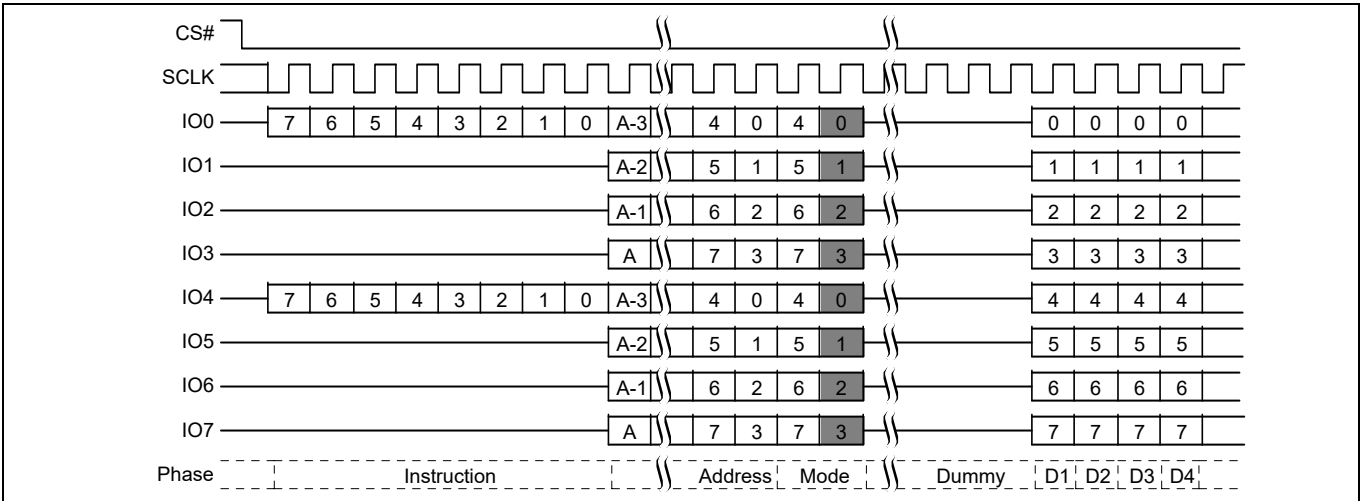 CS#
SCLK
IO0 7 6 5 4 3 2 1 0 A-3 4 0 4 0 0 0 0 0
IO1 A-2 5 1 5 1 1 1 1 1
IO2 A-1 6 2 6 2 2 2 2 2
IO3 A 7 3 7 3 3 3 3 3
IO4 7 6 5 4 3 2 1 0 A-3 4 0 4 0 4 4 4 4
IO5 A-2 5 1 5 1 5 5 5 5
IO6 A-1 6 2 6 2 6 6 6 6
IO7 A 7 3 7 3 7 7 7 7
Phase Instruction Address Mode Dummy D1 D2 D3 D4